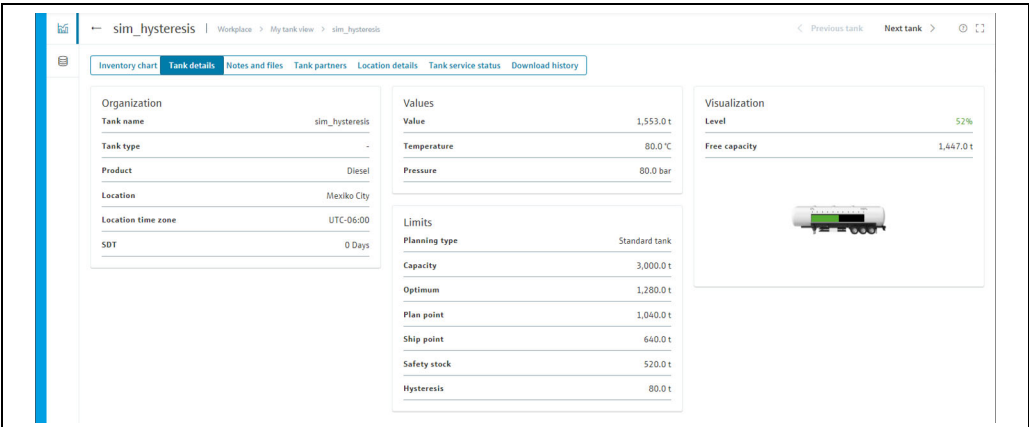 ← sim_hysteresis | Workplace > My tank view > sim_hysteresis < Previous tank Next tank >
Inventory chart Tank details Notes and files Tank partners Location details Tank service status Download history
Organization
Tank name sim_hysteresis
Tank type -
Product Diesel
Location Mexiko City
Location time zone UTC-06:00
SDT 0 Days
Values
Value 1,553.0 t
Temperature 80.0 °C
Pressure 80.0 bar
Limits
Planning type Standard tank
Capacity 3,000.0 t
Optimum 1,280.0 t
Plan point 1,040.0 t
Ship point 640.0 t
Safety stock 520.0 t
Hysteresis 80.0 t
Visualization
Level 52%
Free capacity 1,447.0 t